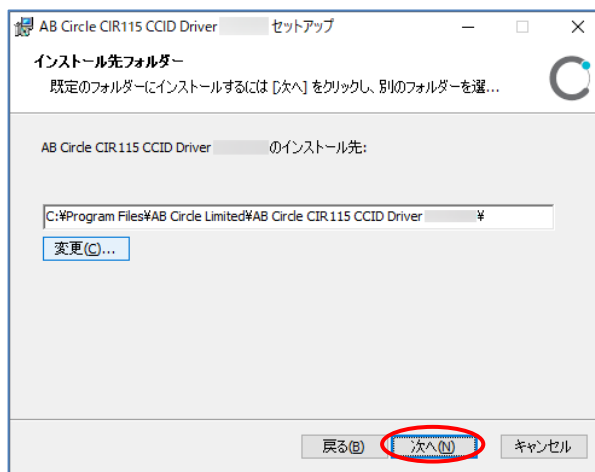 AB Circle CIR115 CCID Driver セットアップ
インストール先フォルダー
既定のフォルダーにインストールするには [次へ] をクリックし、別のフォルダーを選...
AB Circle CIR115 CCID Driver のインストール先:
C:¥Program Files¥AB Circle Limited¥AB Circle CIR115 CCID Driver ¥
変更(C)...
戻る(B) 次へ(N) キャンセル